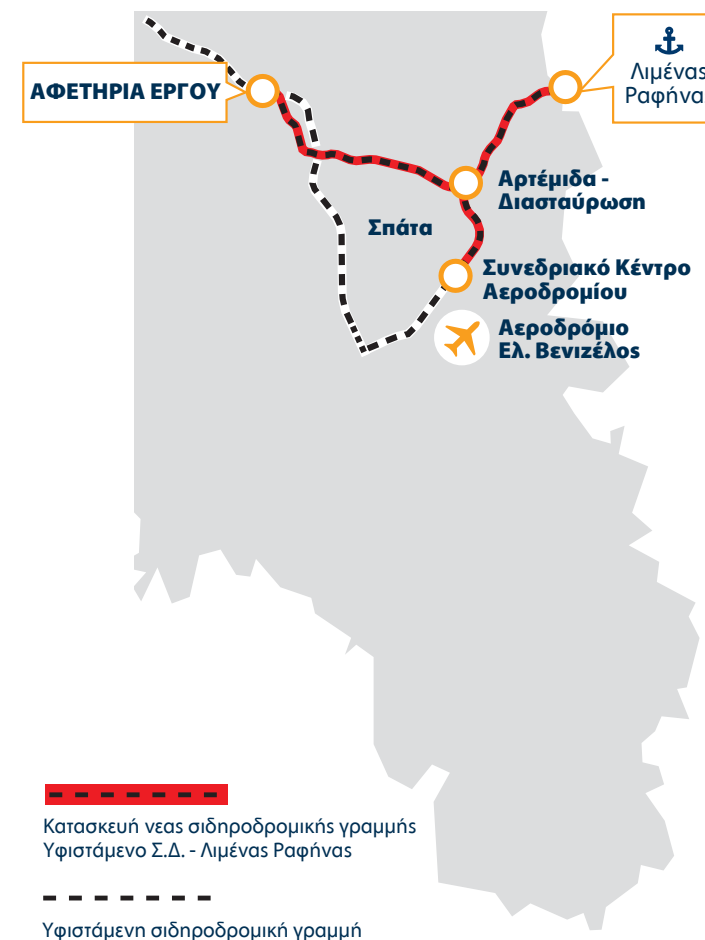 ΑΦΕΤΗΡΙΑ ΕΡΓΟΥ
Λιμένας
Ραφήνας
Αρτέμιδα -
Διασταύρωση
Σπάτα
Συνεδριακό Κέντρο
Αεροδρομίου
Αεροδρόμιο
Ελ. Βενιζέλος
Κατασκευή νεας σιδηροδρομικής γραμμής
Υφιστάμενο Σ.Δ. - Λιμένας Ραφήνας
Υφιστάμενη σιδηροδρομική γραμμή